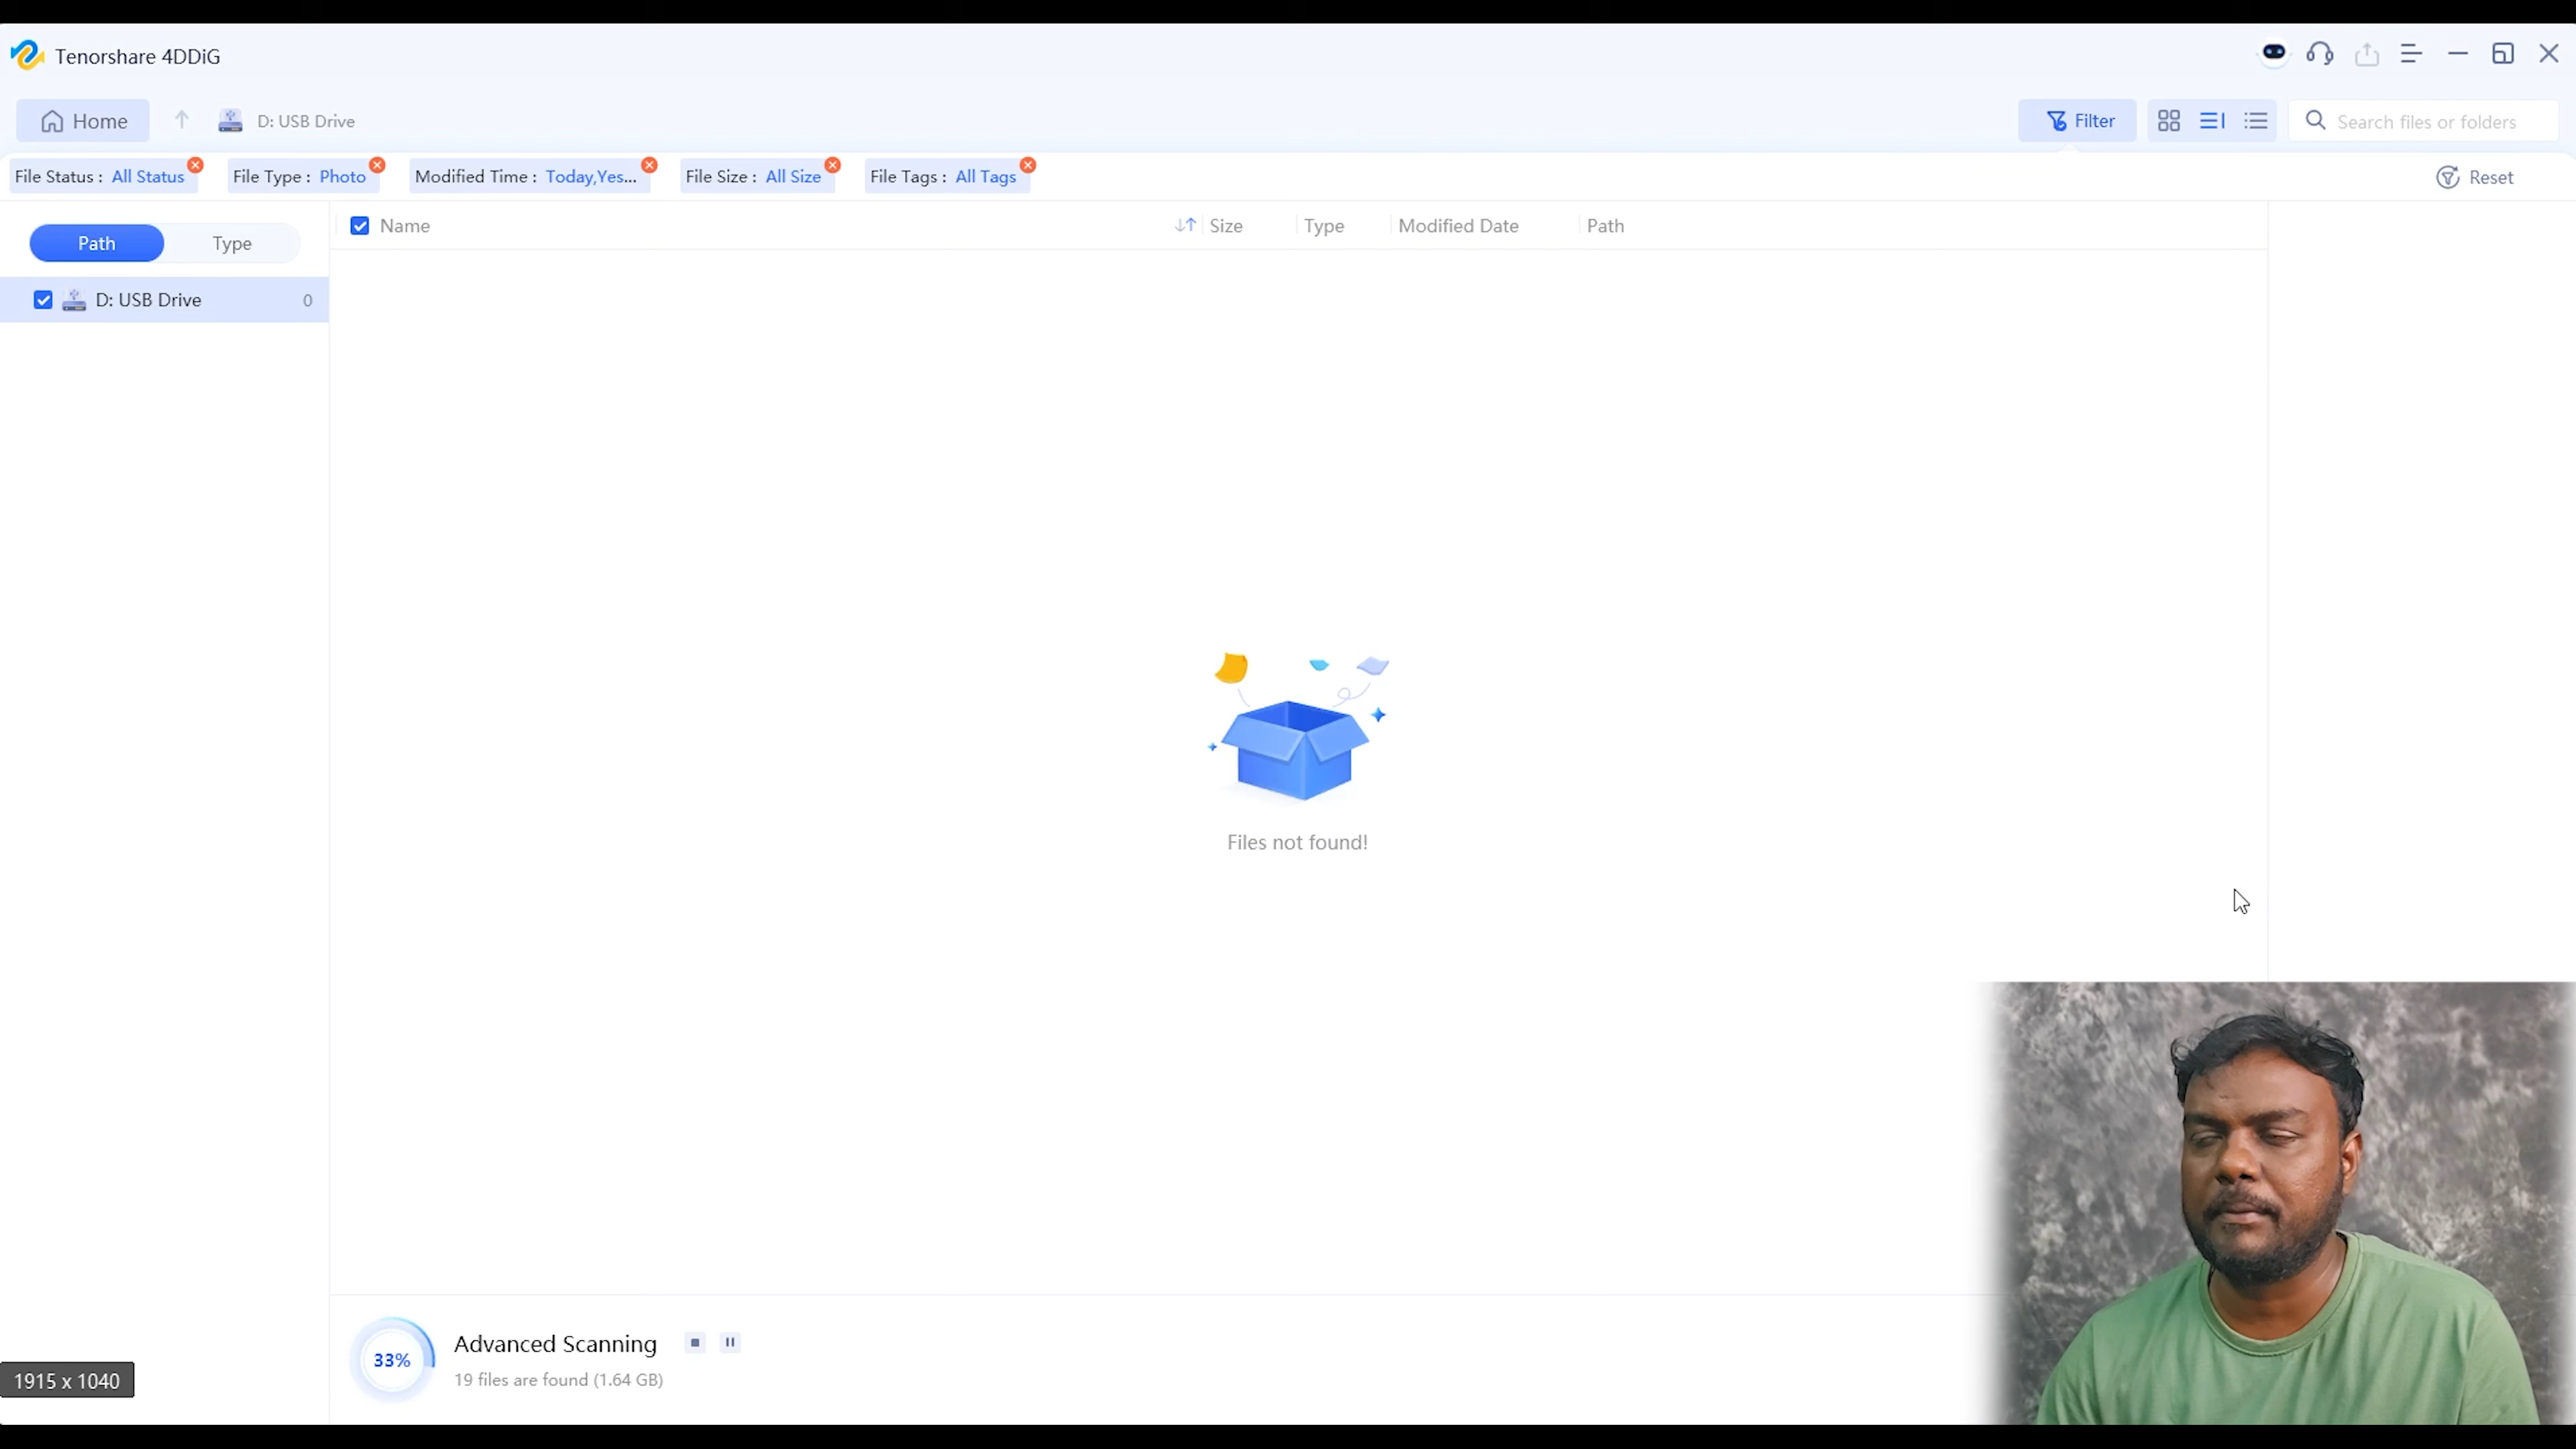 Tenorshare 4DDiG
Home D: USB Drive Filter Search files or folders
File Status : All Status File Type : Photo Modified Time : Today,Yes... File Size : All Size File Tags : All Tags Reset
Path Type
Name Size Type Modified Date Path
D: USB Drive 0
Files not found!
33% Advanced Scanning
19 files are found (1.64 GB)
1915 x 1040